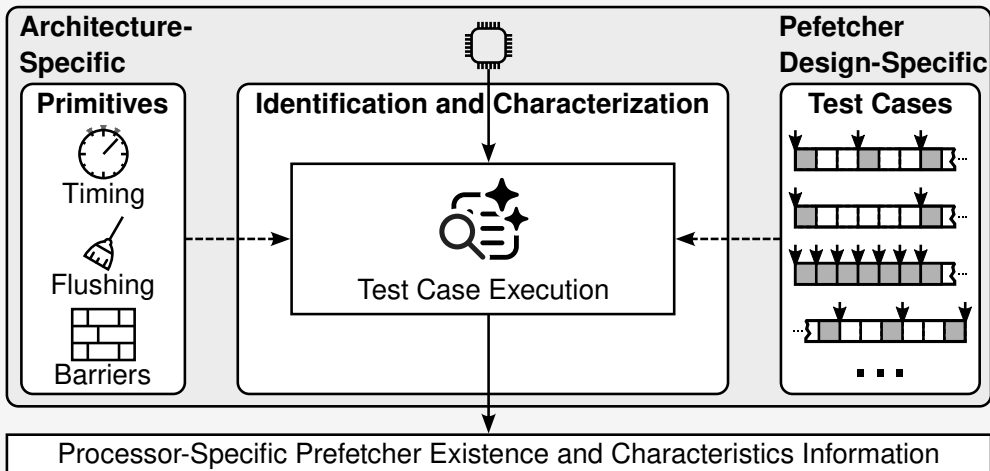 Architecture-
Specific
Primitives
Timing
Flushing
Barriers
Identification and Characterization
Test Case Execution
Pefetcher
Design-Specific
Test Cases
...
...
...
...
...
Processor-Specific Prefetcher Existence and Characteristics Information